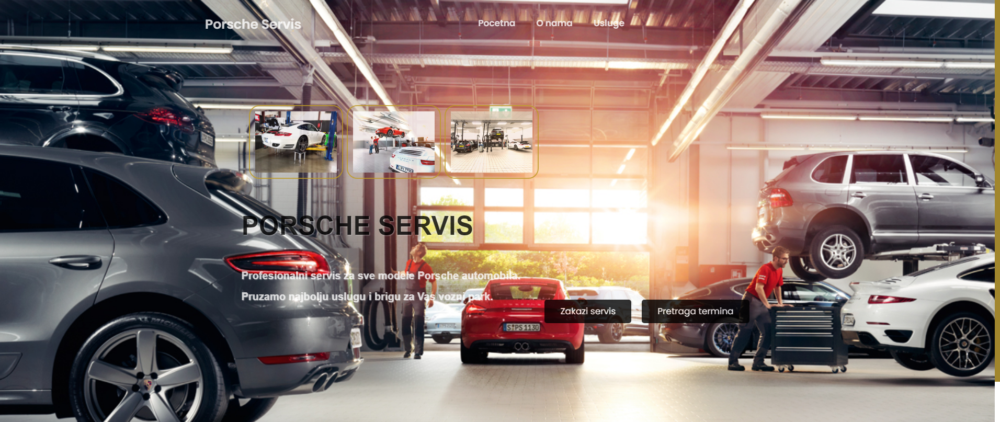 Porsche Servis
Pocetna O nama Usluge
PORSCHE SERVIS
Profesionalni servis za sve modele Porsche automobila.
Pruzamo najbolju uslugu i brigu za Vas vozni park.
Zakazi servis Pretraga termina
S PS 1130
MICHELIN